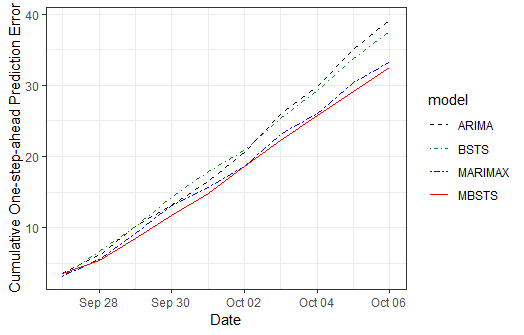 Cumulative One-step-ahead Prediction Error
40
30
20
10
Sep 28
Sep 30
Oct 02
Oct 04
Oct 06
Date
model
ARIMA
BSTS
MARIMAX
MBSTS